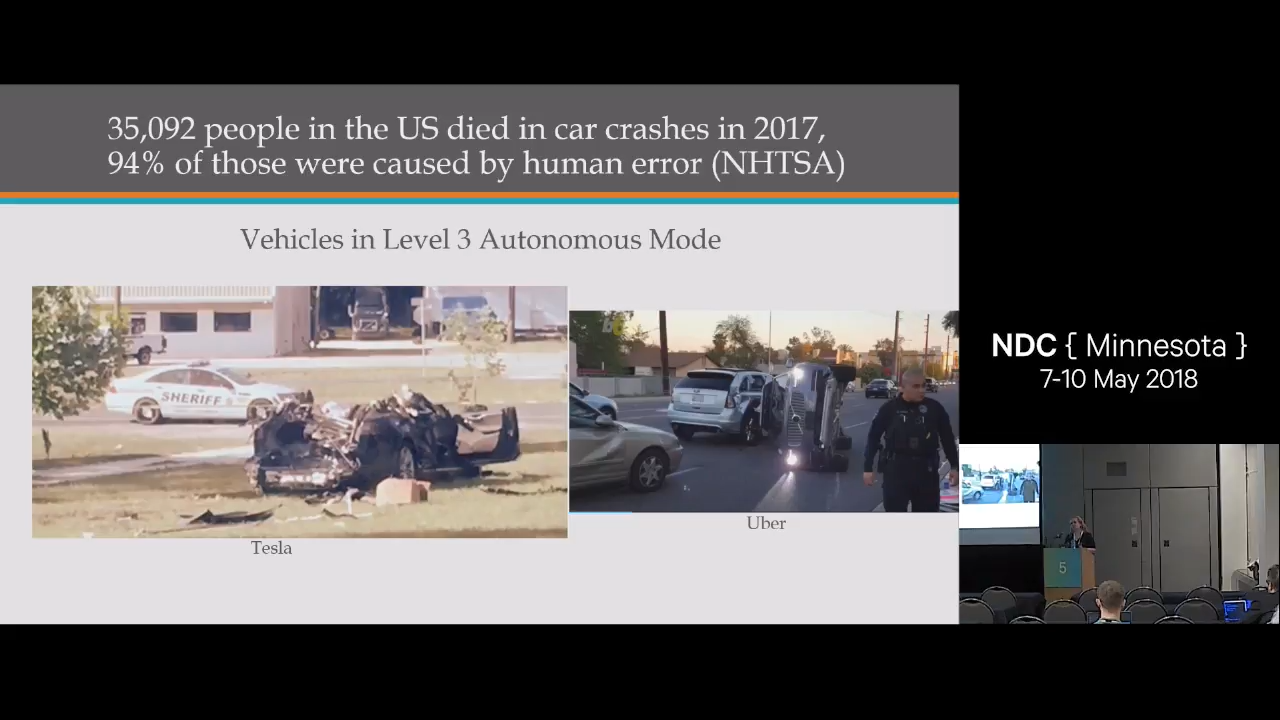 35,092 people in the US died in car crashes in 2017,
94% of those were caused by human error (NHTSA)
Vehicles in Level 3 Autonomous Mode
SHERIFF
Tesla
Uber
NDC { Minnesota }
7-10 May 2018
5